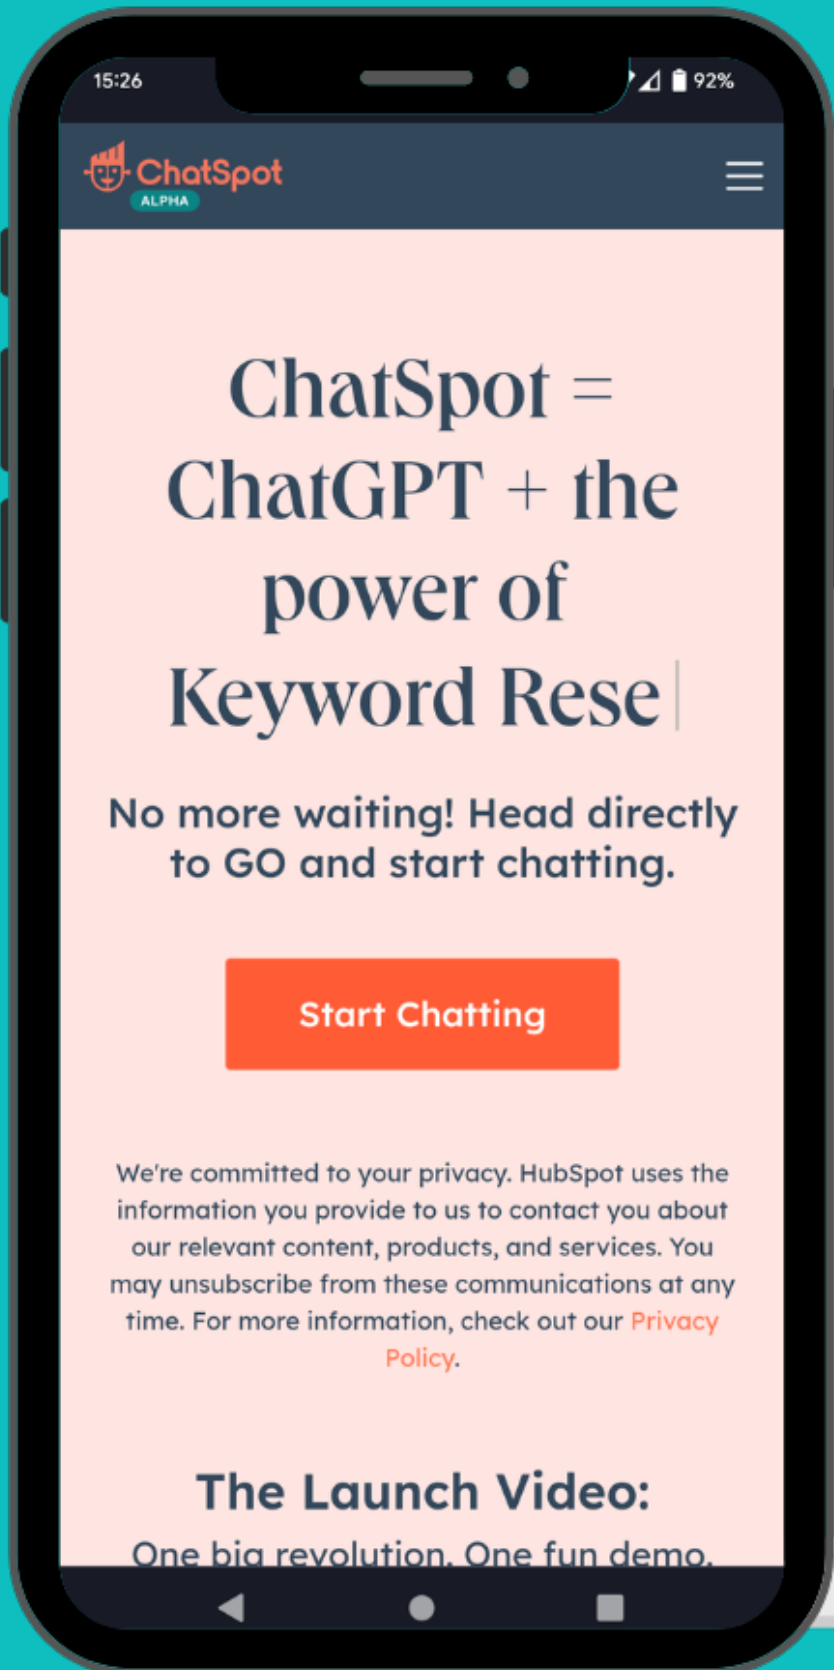 15:26
92%
ChatSpot
ALPHA
ChatSpot =
ChatGPT + the
power of
Keyword Rese
No more waiting! Head directly
to GO and start chatting.
Start Chatting
We're committed to your privacy. HubSpot uses the
information you provide to us to contact you about
our relevant content, products, and services. You
may unsubscribe from these communications at any
time. For more information, check out our Privacy
Policy.
The Launch Video:
One big revolution. One fun demo.